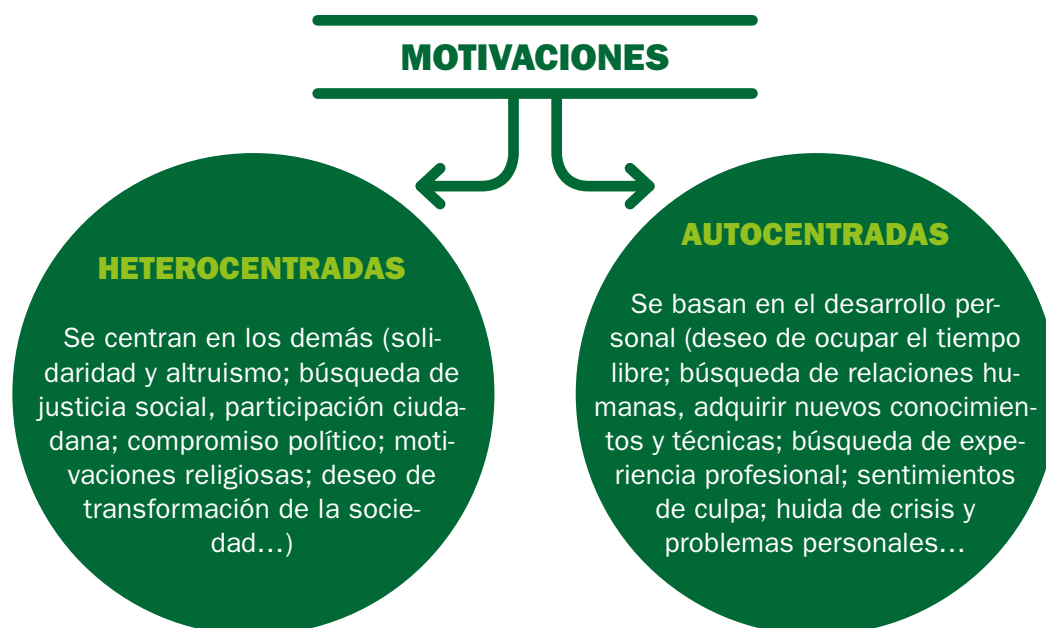 MOTIVACIONES
HETEROCENTRADAS
Se centran en los demás (soli-
daridad y altruismo; búsqueda de
justicia social, participación ciuda-
dana; compromiso político; moti-
vaciones religiosas; deseo de
transformación de la socie-
dad...)
AUTOCENTRADAS
Se basan en el desarrollo per-
sonal (deseo de ocupar el tiempo
libre; búsqueda de relaciones hu-
manas, adquirir nuevos conocimien-
tos y técnicas; búsqueda de expe-
riencia profesional; sentimientos
de culpa; huida de crisis y
problemas personales...